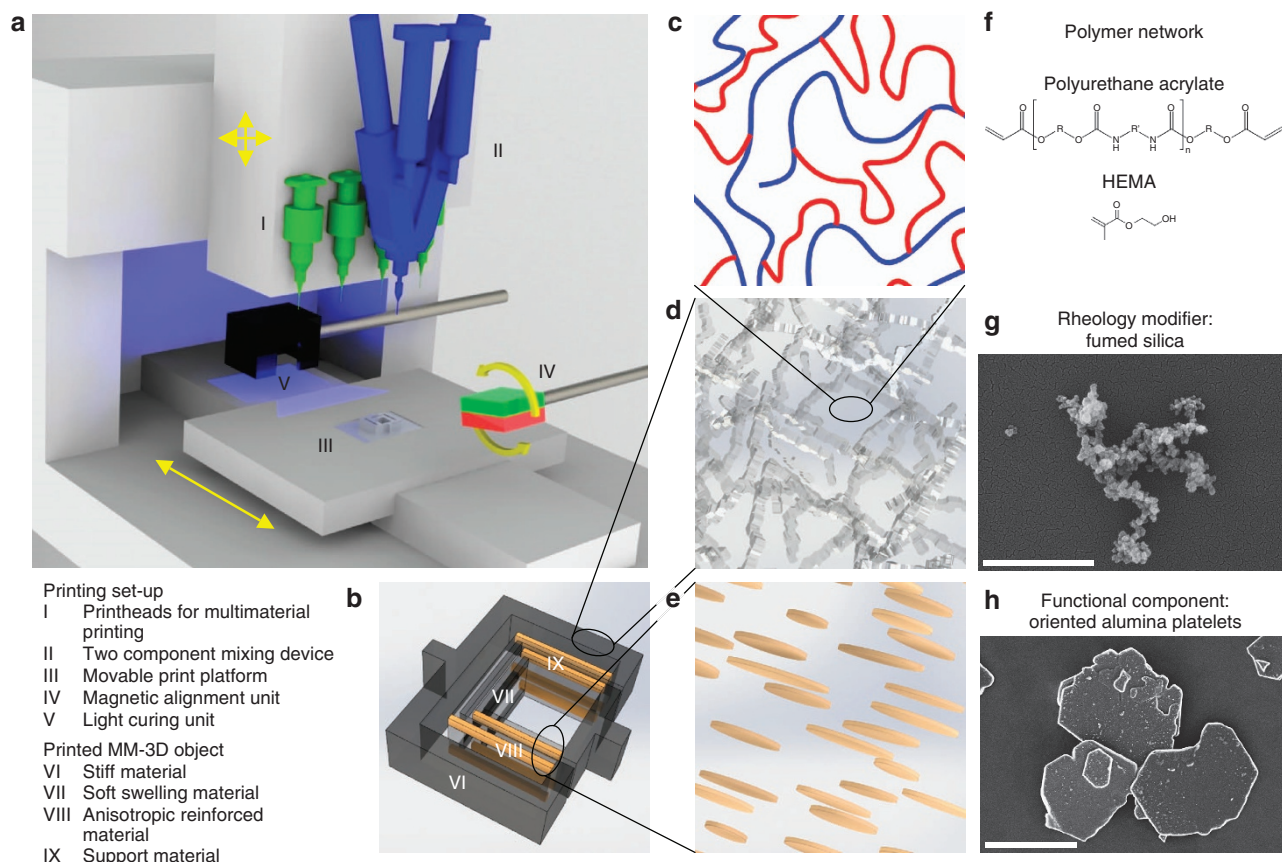 a
I
II
III
IV
V
Printing set-up
I Printheads for multimaterial
printing
II Two component mixing device
III Movable print platform
IV Magnetic alignment unit
V Light curing unit
Printed MM-3D object
VI Stiff material
VII Soft swelling material
VIII Anisotropic reinforced
material
IX Support material
b
IX
VII
VIII
VI
c
d
e
f
Polymer network
Polyurethane acrylate
O
O
R
O
O
N
H
R'
N
H
O
O
R
O
O
n
HEMA
O
O
OH
g
Rheology modifier:
fumed silica
h
Functional component:
oriented alumina platelets